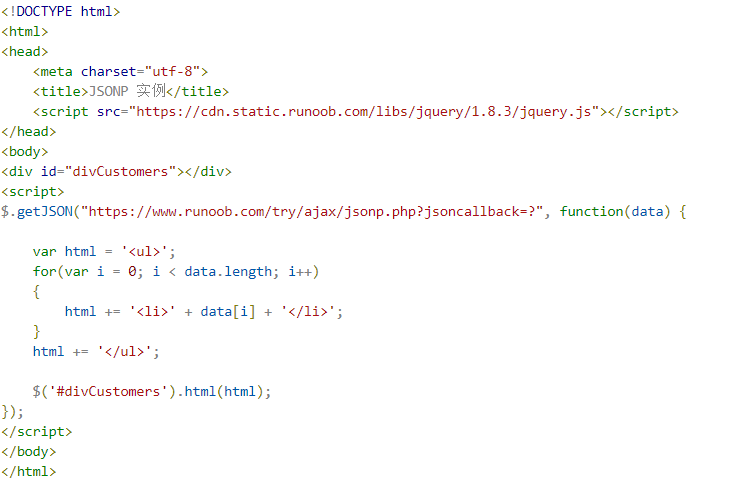 <!DOCTYPE html>
<html>
<head>
    <meta charset="utf-8">
    <title>JSONP 实例</title>
    <script src="https://cdn.static.runoob.com/libs/jquery/1.8.3/jquery.js"></script>
</head>
<body>
<div id="divCustomers"></div>
<script>
$.getJSON("https://www.runoob.com/try/ajax/jsonp.php?jsoncallback=?", function(data) {
    var html = '<ul>';
    for(var i = 0; i < data.length; i++)
    {
        html += '<li>' + data[i] + '</li>';
    }
    html += '</ul>';
    $('#divCustomers').html(html);
});
</script>
</body>
</html>